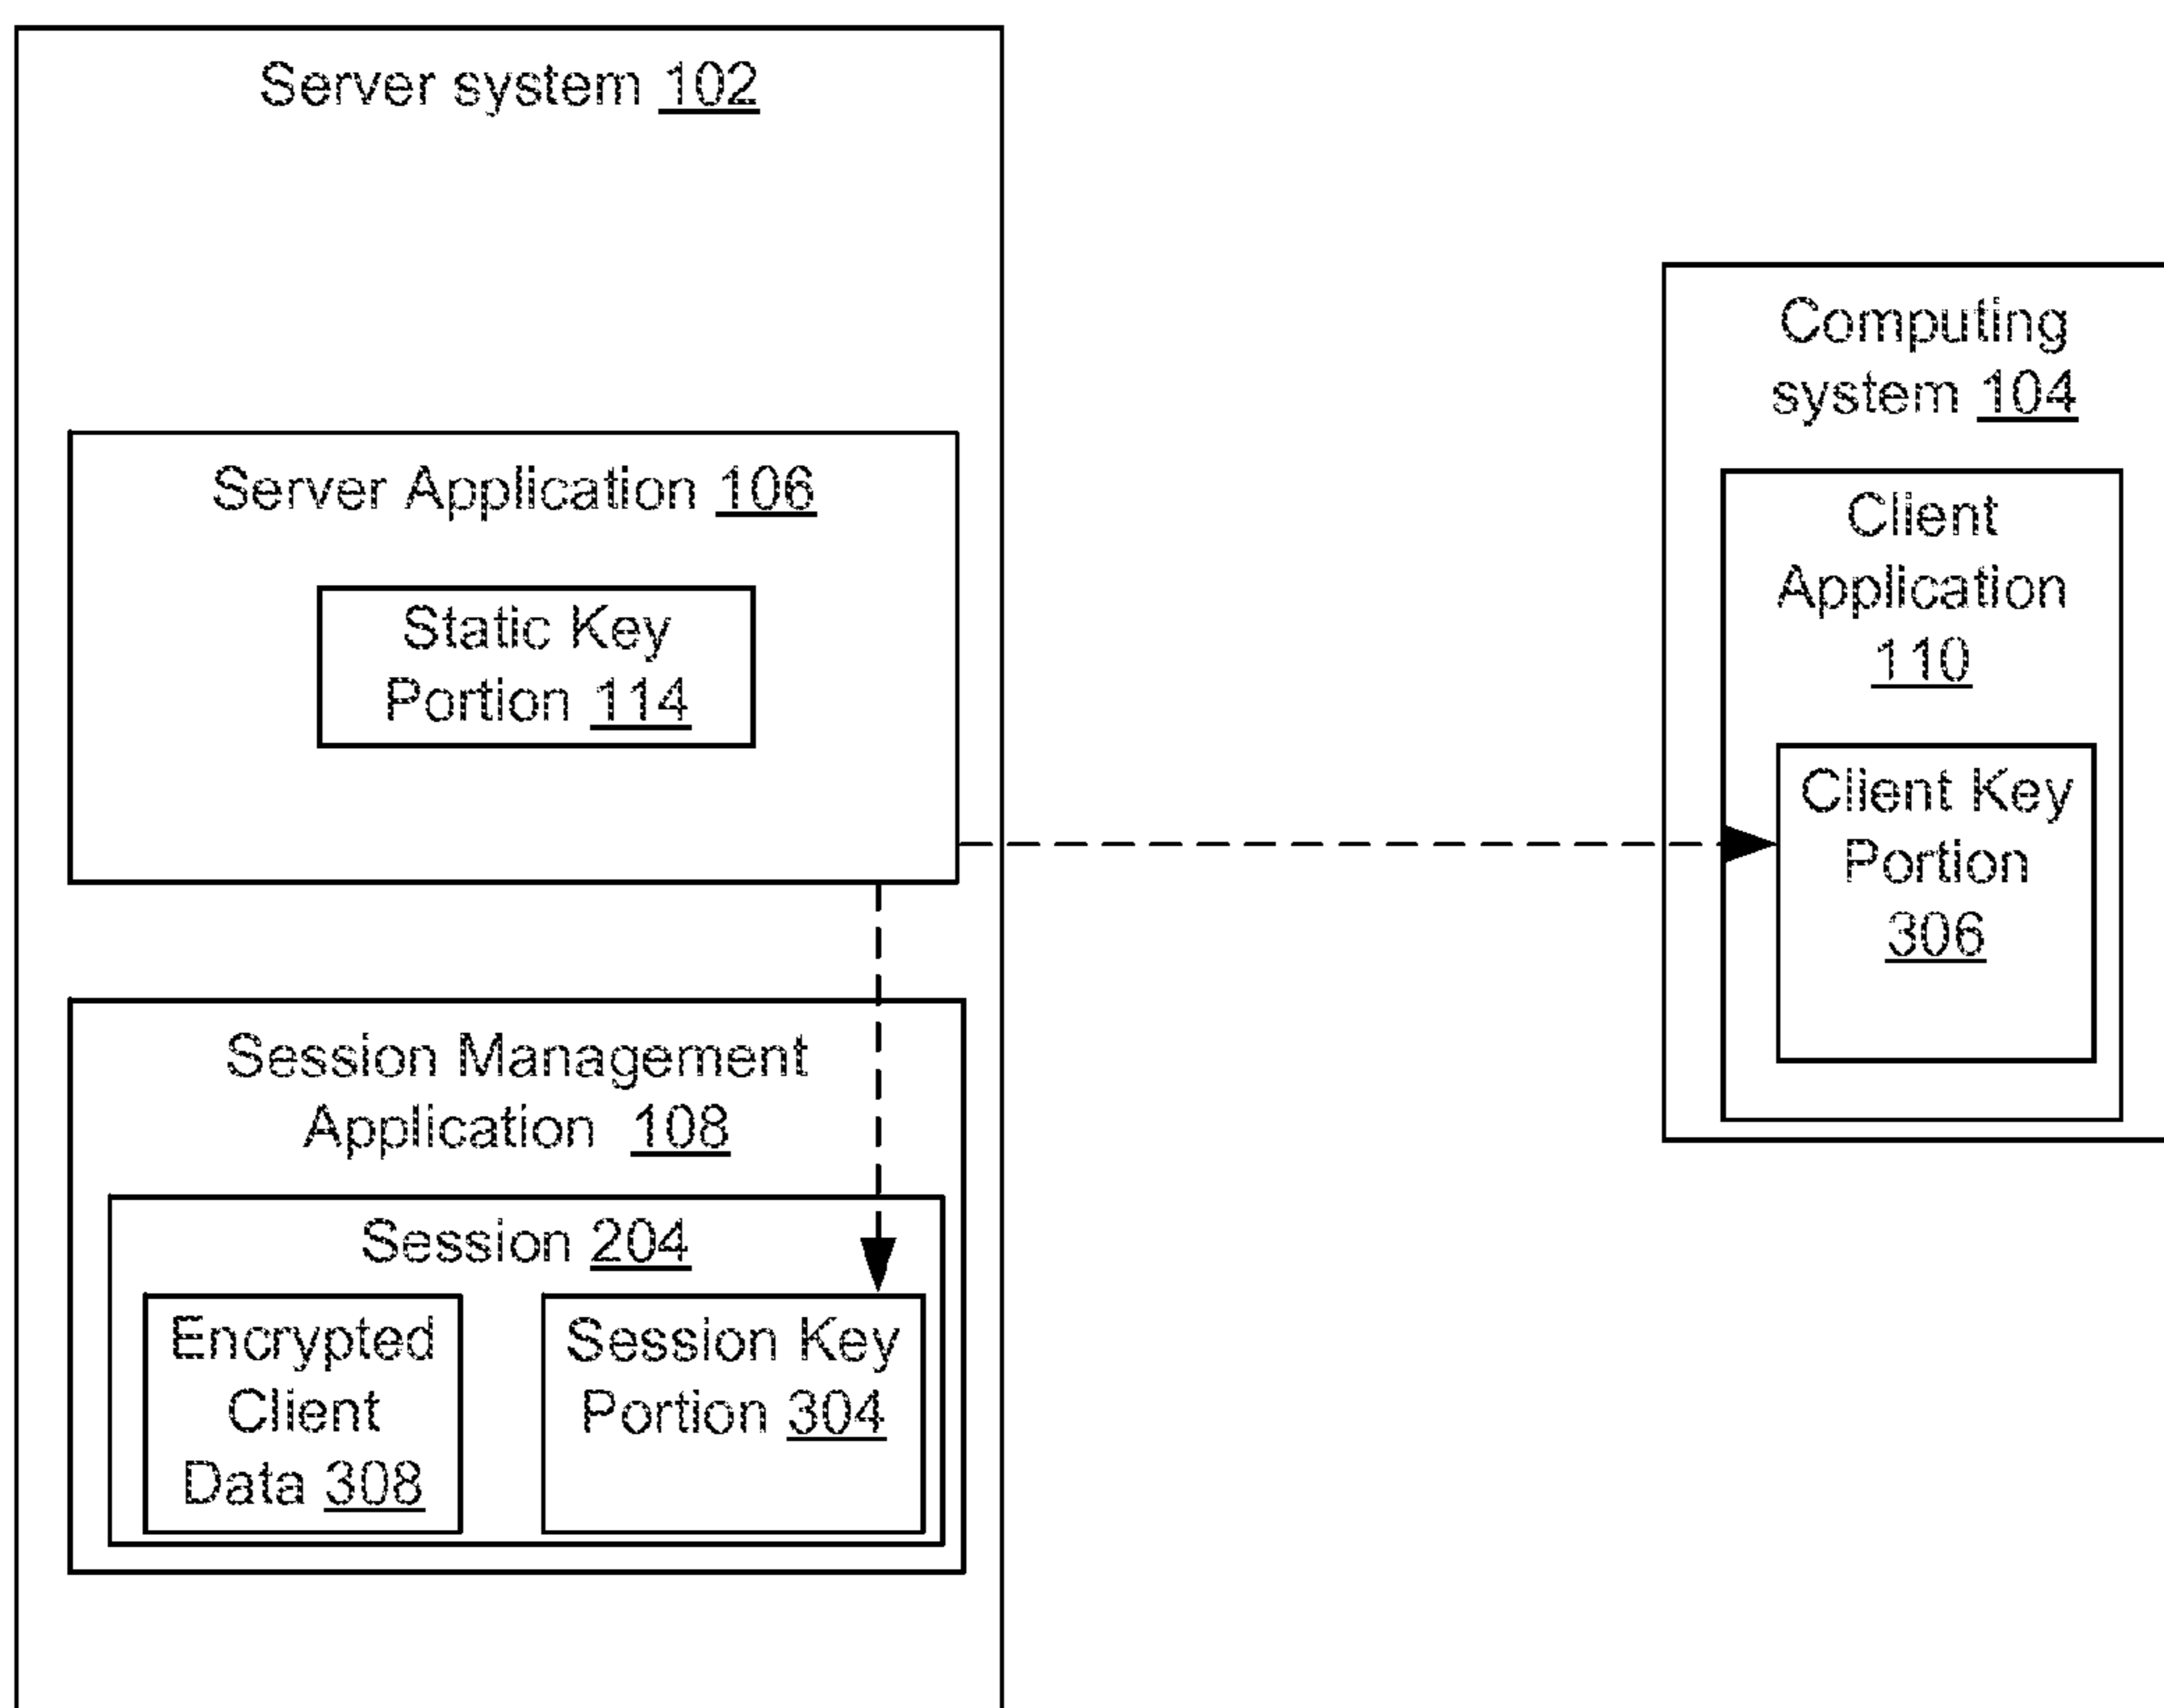 Server system 102
Server Application 106
Static Key
Portion 114
Session Management
Application 108
Session 204
Encrypted
Client
Data 308
Session Key
Portion 304
Computing
system 104
Client
Application
110
Client Key
Portion
306